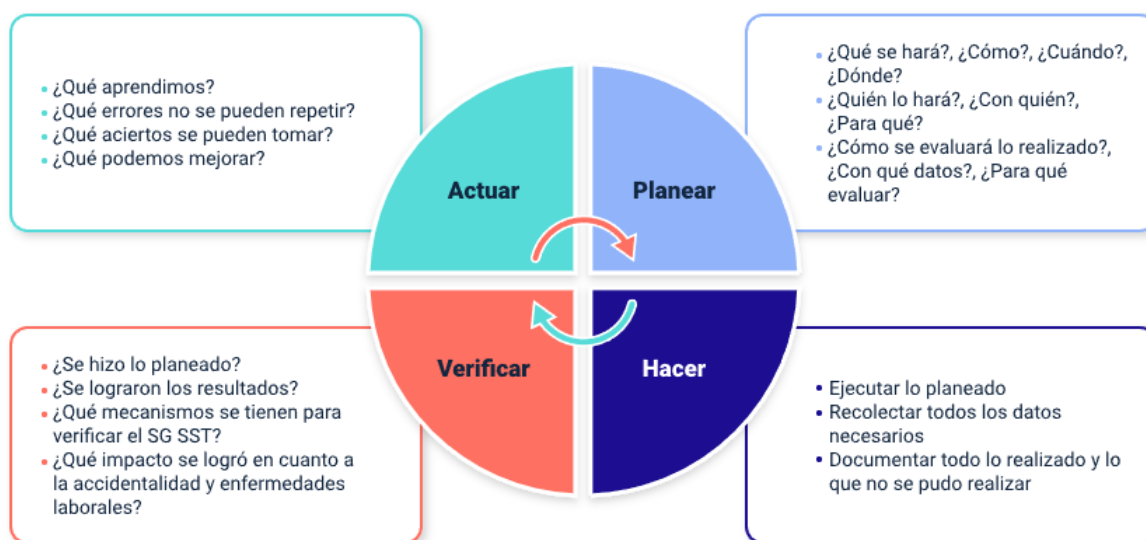 ¿Qué aprendimos?
¿Qué errores no se pueden repetir?
¿Qué aciertos se pueden tomar?
¿Qué podemos mejorar?
¿Qué se hará?, ¿Cómo?, ¿Cuándo?,
¿Dónde?
¿Quién lo hará?, ¿Con quién?,
¿Para qué?
¿Cómo se evaluará lo realizado?,
¿Con qué datos?, ¿Para qué
evaluar?
Actuar
Planear
Verificar
Hacer
¿Se hizo lo planeado?
¿Se lograron los resultados?
¿Qué mecanismos se tienen para
verificar el SG SST?
¿Qué impacto se logró en cuanto a
la accidentalidad y enfermedades
laborales?
Ejecutar lo planeado
Recolectar todos los datos
necesarios
Documentar todo lo realizado y lo
que no se pudo realizar